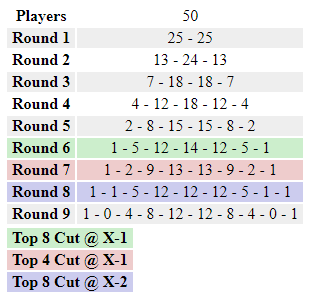 Players 50
Round 1 25 - 25
Round 2 13 - 24 - 13
Round 3 7 - 18 - 18 - 7
Round 4 4 - 12 - 18 - 12 - 4
Round 5 2 - 8 - 15 - 15 - 8 - 2
Round 6 1 - 5 - 12 - 14 - 12 - 5 - 1
Round 7 1 - 2 - 9 - 13 - 13 - 9 - 2 - 1
Round 8 1 - 1 - 5 - 12 - 12 - 12 - 5 - 1 - 1
Round 9 1 - 0 - 4 - 8 - 12 - 12 - 8 - 4 - 0 - 1
Top 8 Cut @ X-1
Top 4 Cut @ X-1
Top 8 Cut @ X-2